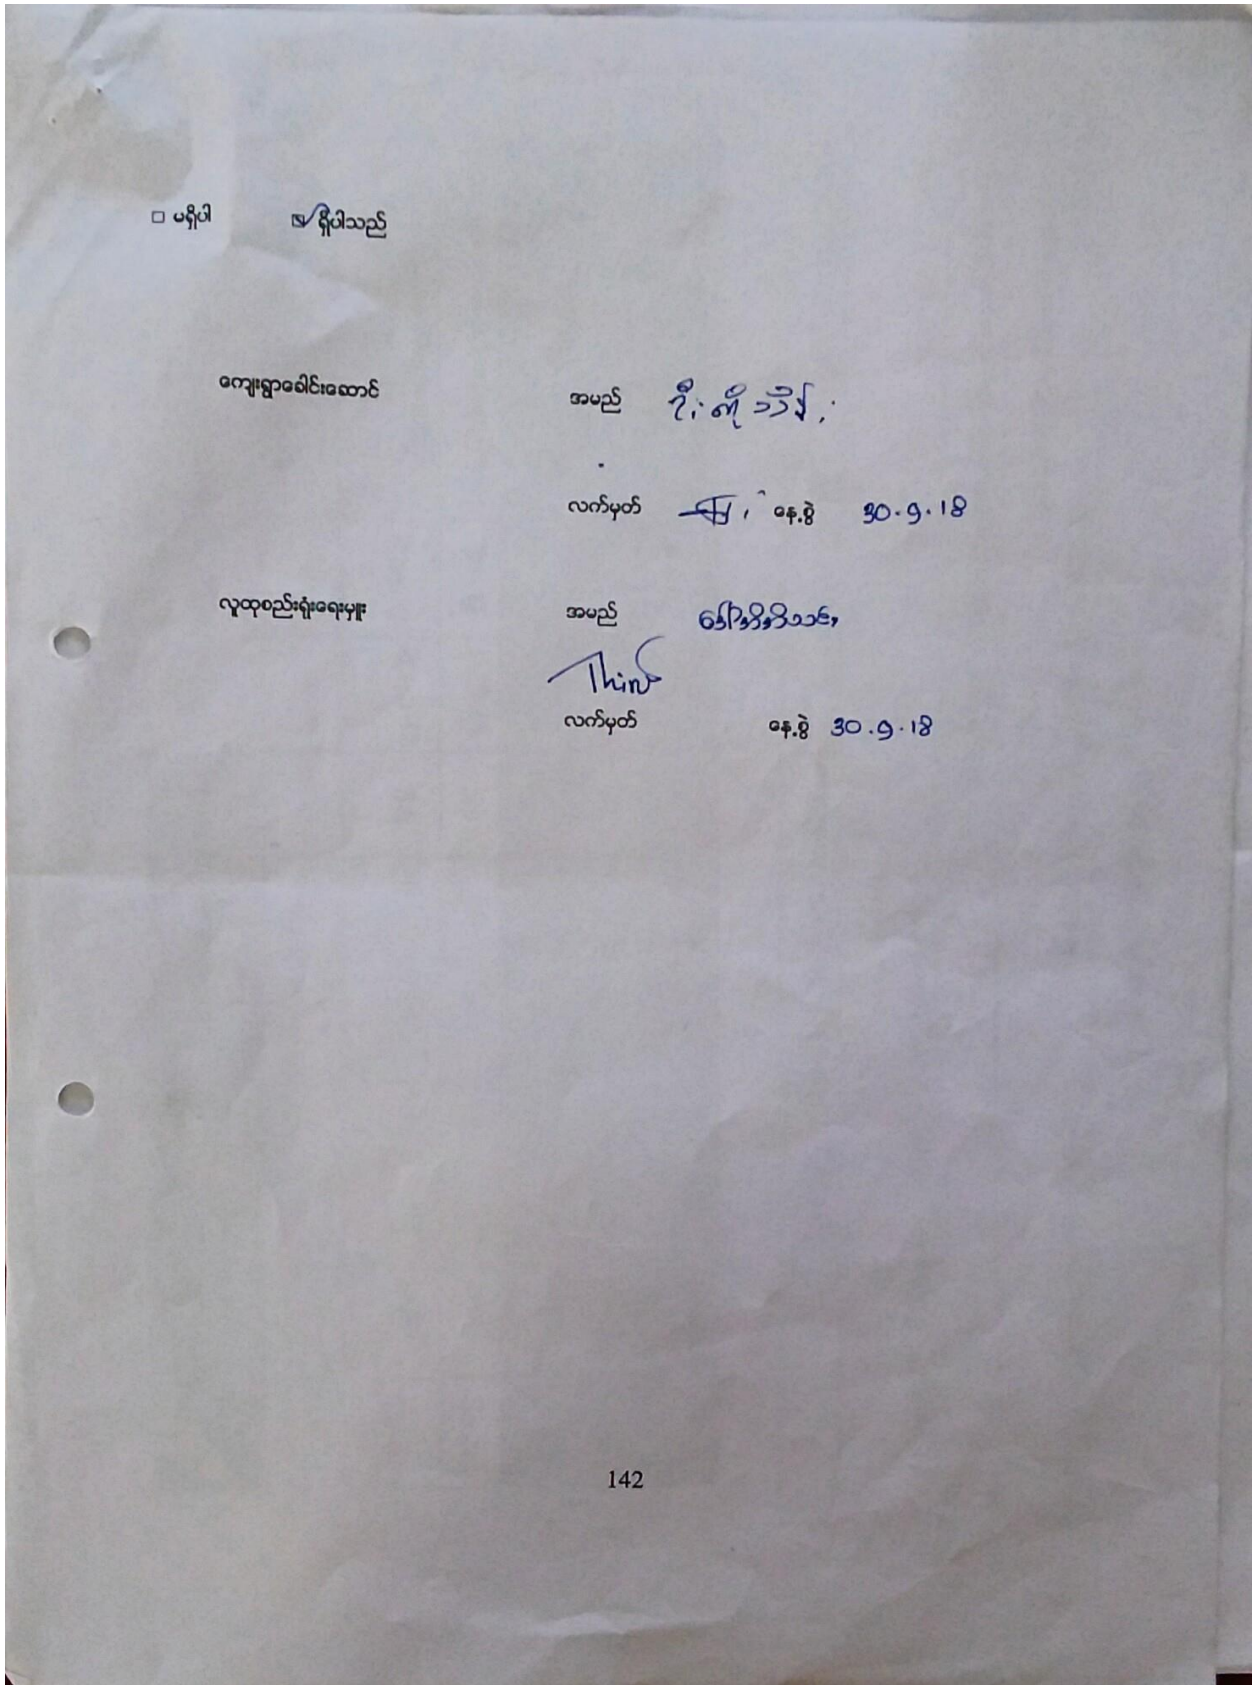 □ မရှိပါ ☑ ရှိပါသည်
ကျေးရွာခေါင်းဆောင် အမည် ဦး
လက်မှတ် နေ့စွဲ 30.9.18
လူထုစည်းရုံးရေးမှူး အမည် ဒေါ်
လက်မှတ် နေ့စွဲ 30.9.18
142